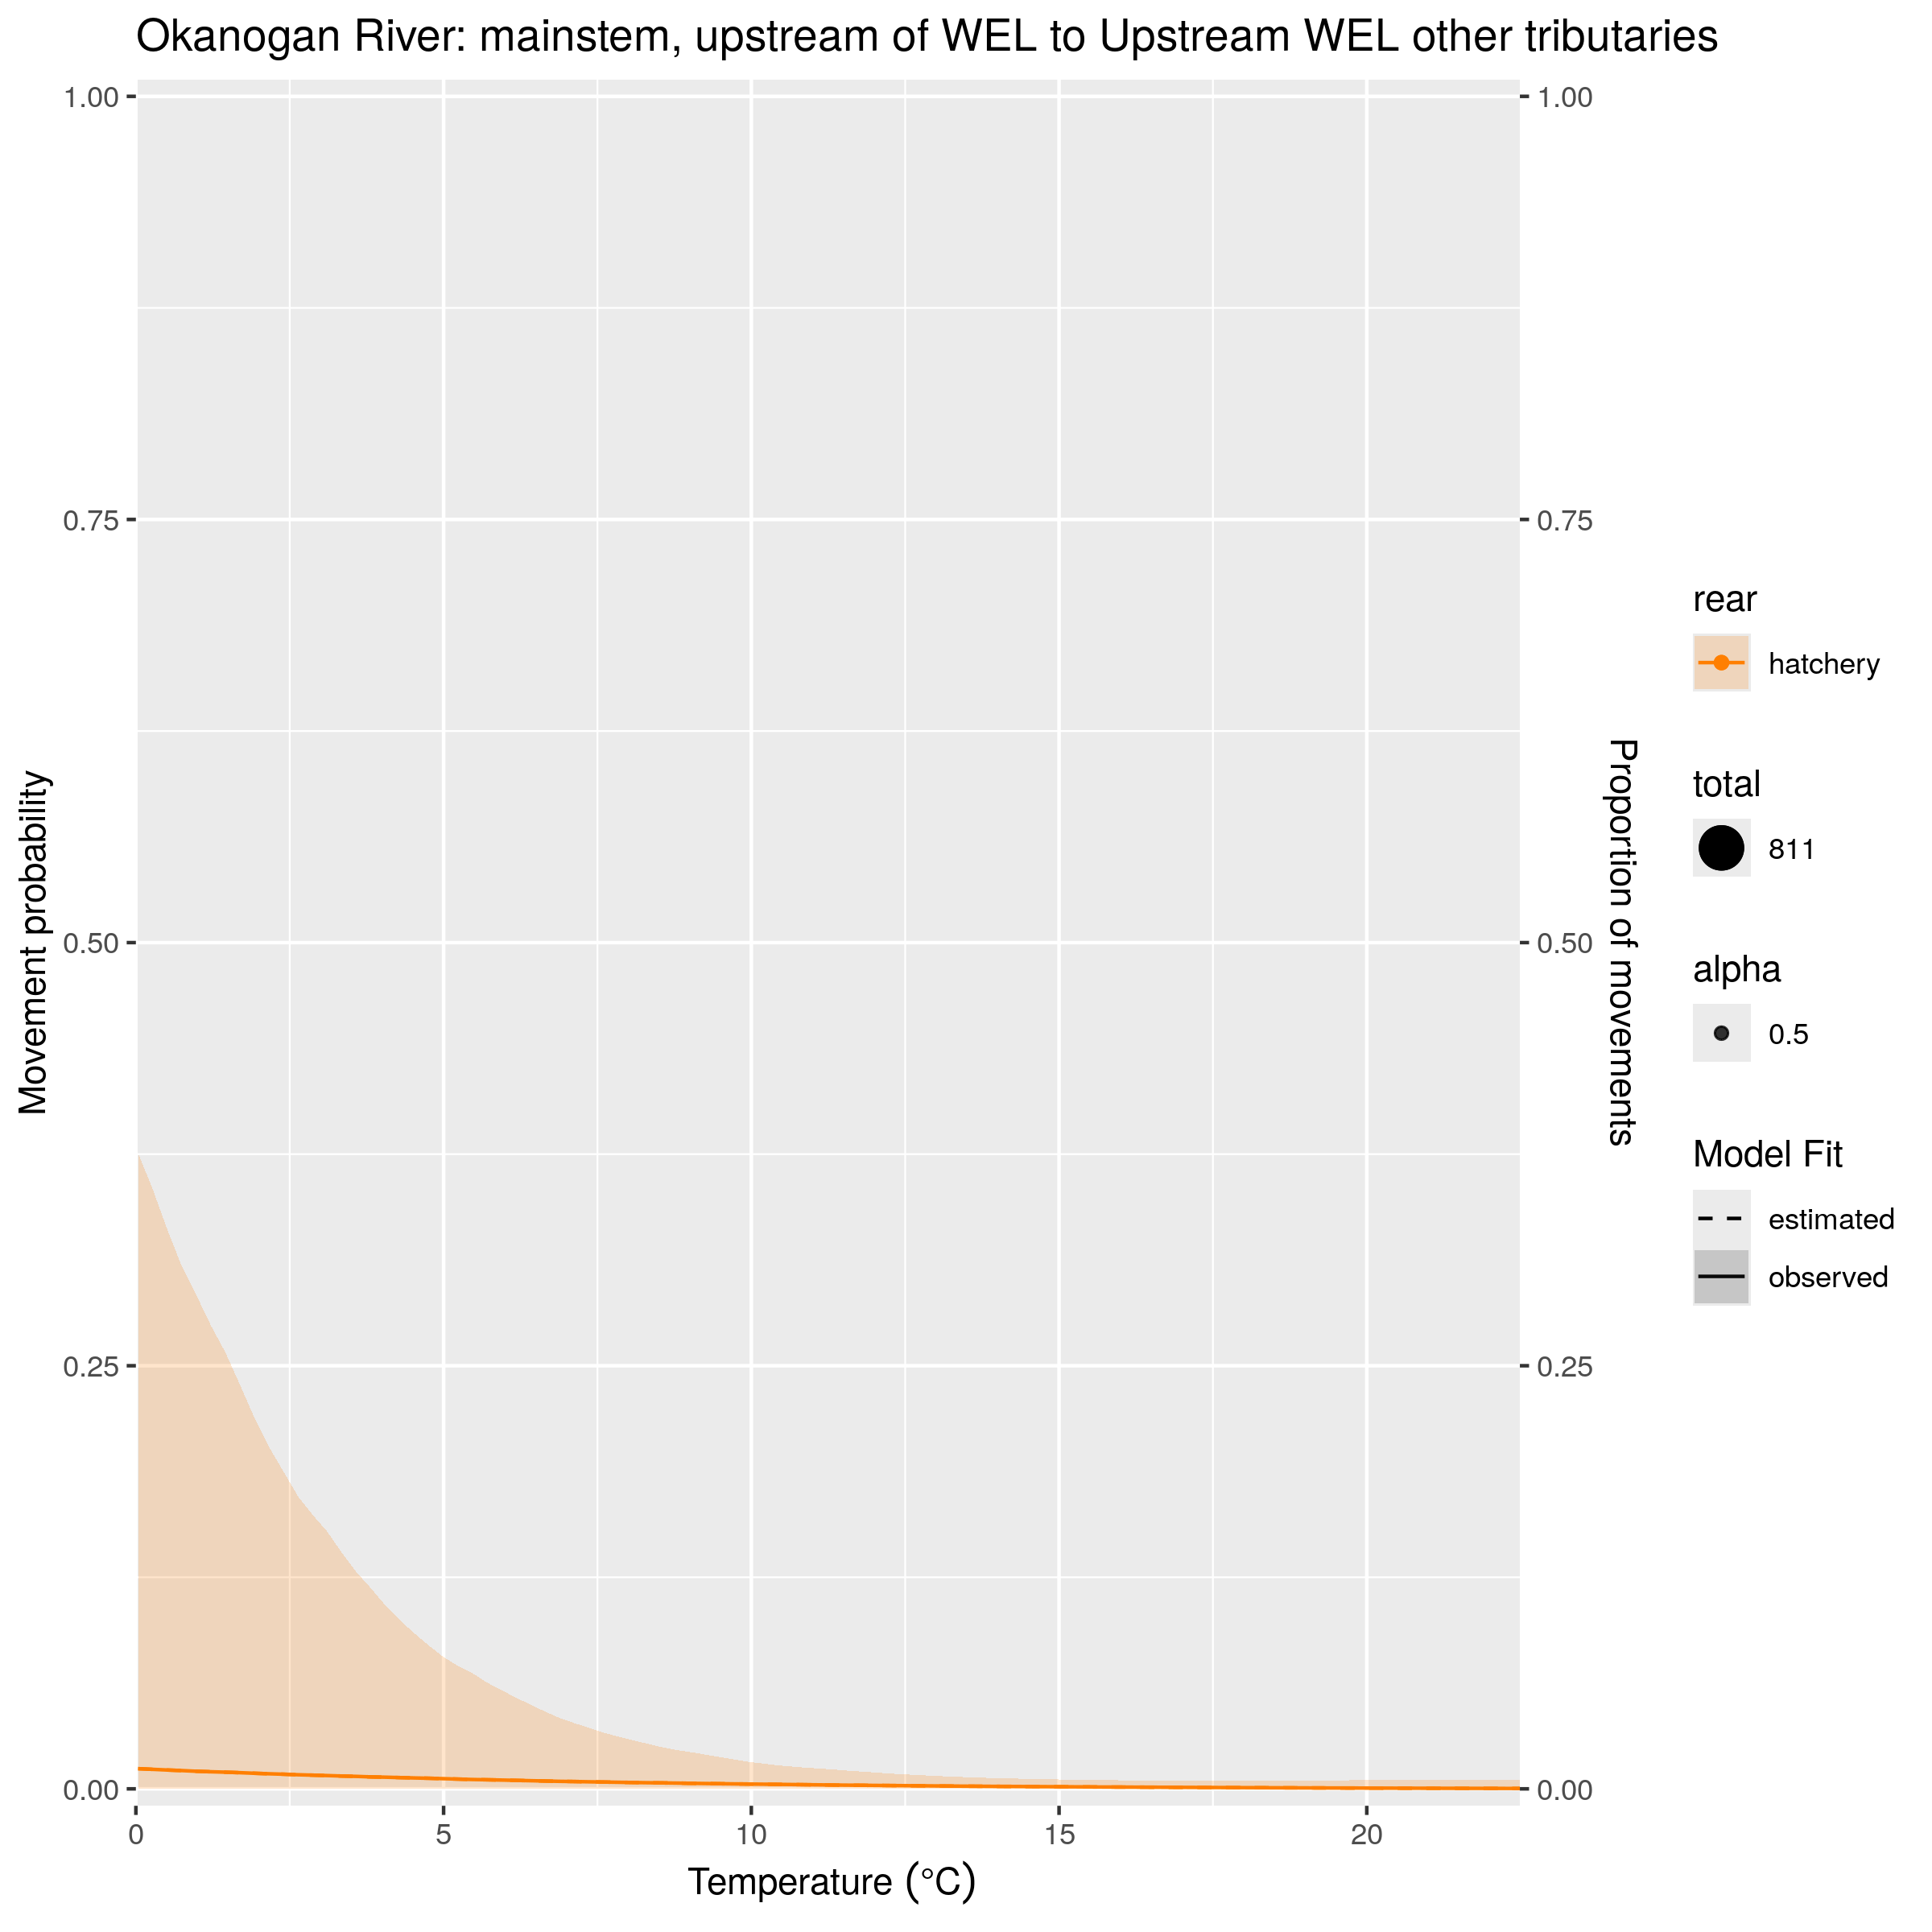 Okanogan River: mainstem, upstream of WEL to Upstream WEL other tributaries
Movement probability
1.00
0.75
0.50
0.25
0.00
0
5
10
15
20
Temperature (°C)
1.00
0.75
0.50
0.25
0.00
Proportion of movements
rear
hatchery
total
811
alpha
0.5
Model Fit
estimated
observed